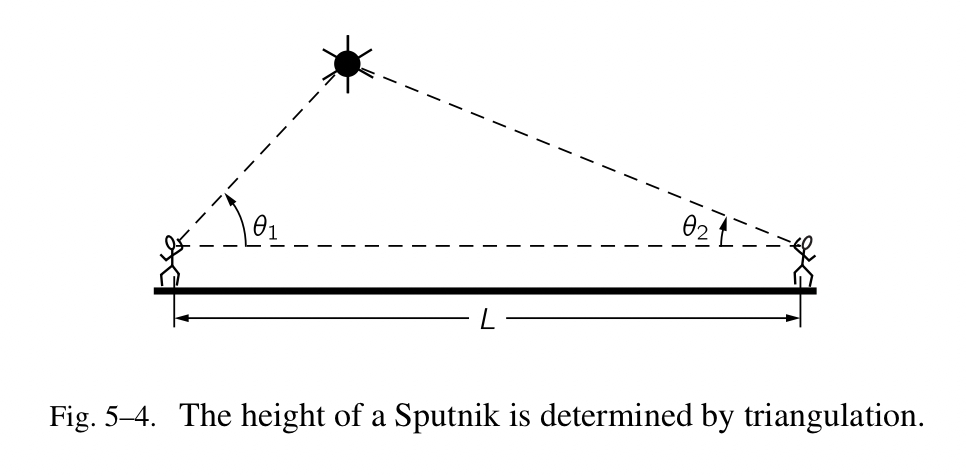 θ1
θ2
L
Fig. 5–4. The height of a Sputnik is determined by triangulation.